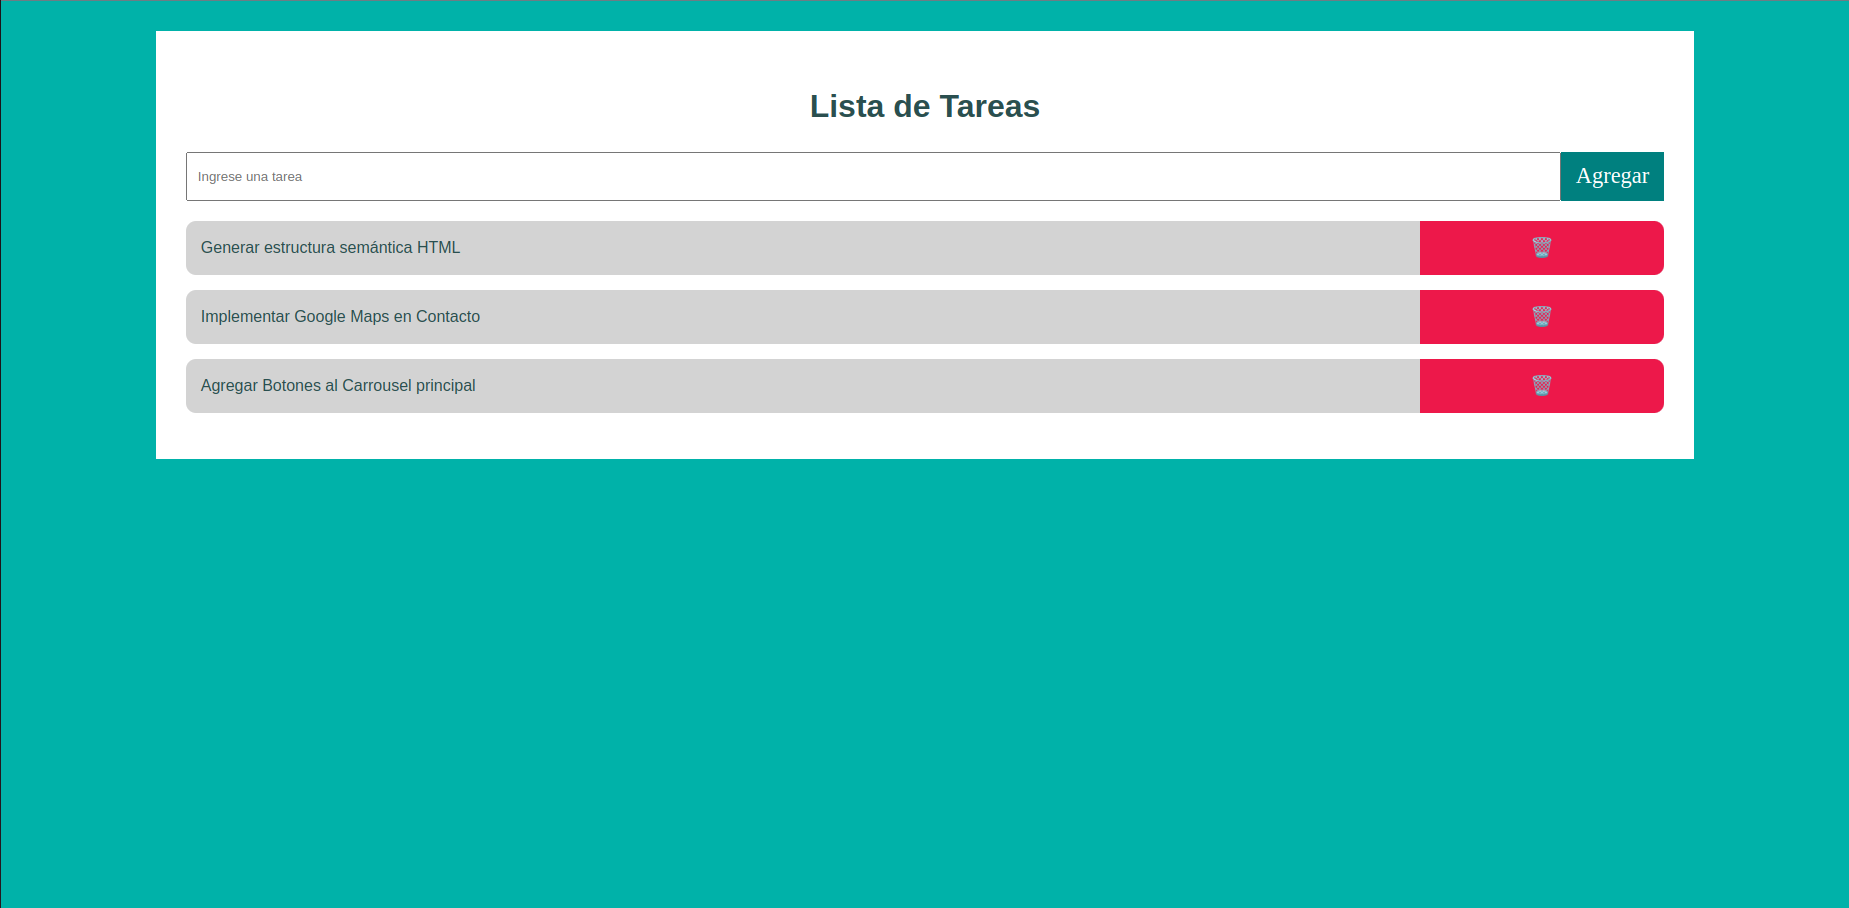 Lista de Tareas
Ingrese una tarea
Agregar
Generar estructura semántica HTML
Implementar Google Maps en Contacto
Agregar Botones al Carrousel principal